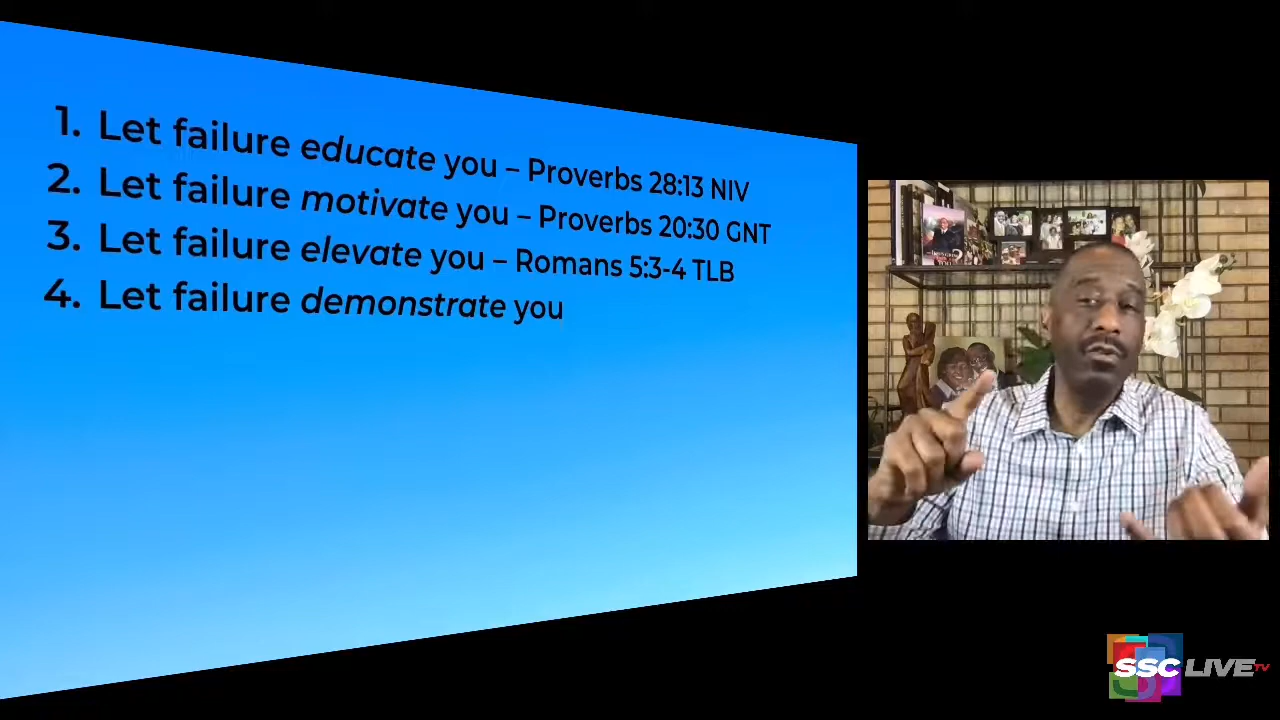 1. Let failure educate you – Proverbs 28:13 NIV
2. Let failure motivate you – Proverbs 20:30 GNT
3. Let failure elevate you – Romans 5:3-4 TLB
4. Let failure demonstrate you
SSC LIVE TV